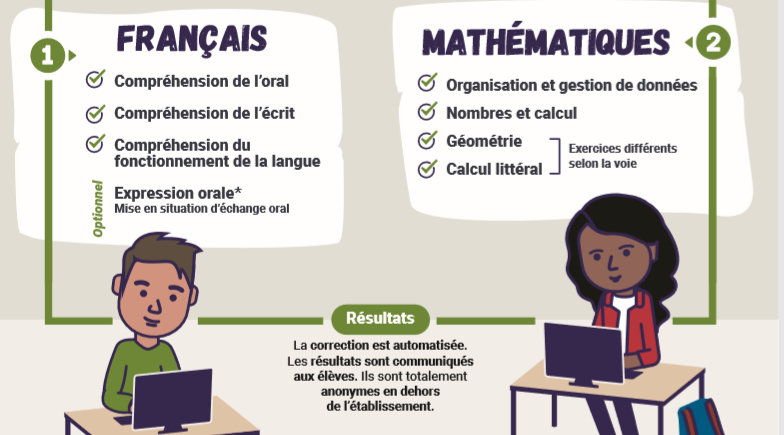 1
FRANÇAIS
Compréhension de l'oral
Compréhension de l'écrit
Compréhension du
fonctionnement de la langue
Optionnel
Expression orale*
Mise en situation d'échange oral
MATHÉMATIQUES
2
Organisation et gestion de données
Nombres et calcul
Géométrie
Calcul littéral
Exercices différents
selon la voie
Résultats
La correction est automatisée.
Les résultats sont communiqués
aux élèves. Ils sont totalement
anonymes en dehors
de l'établissement.